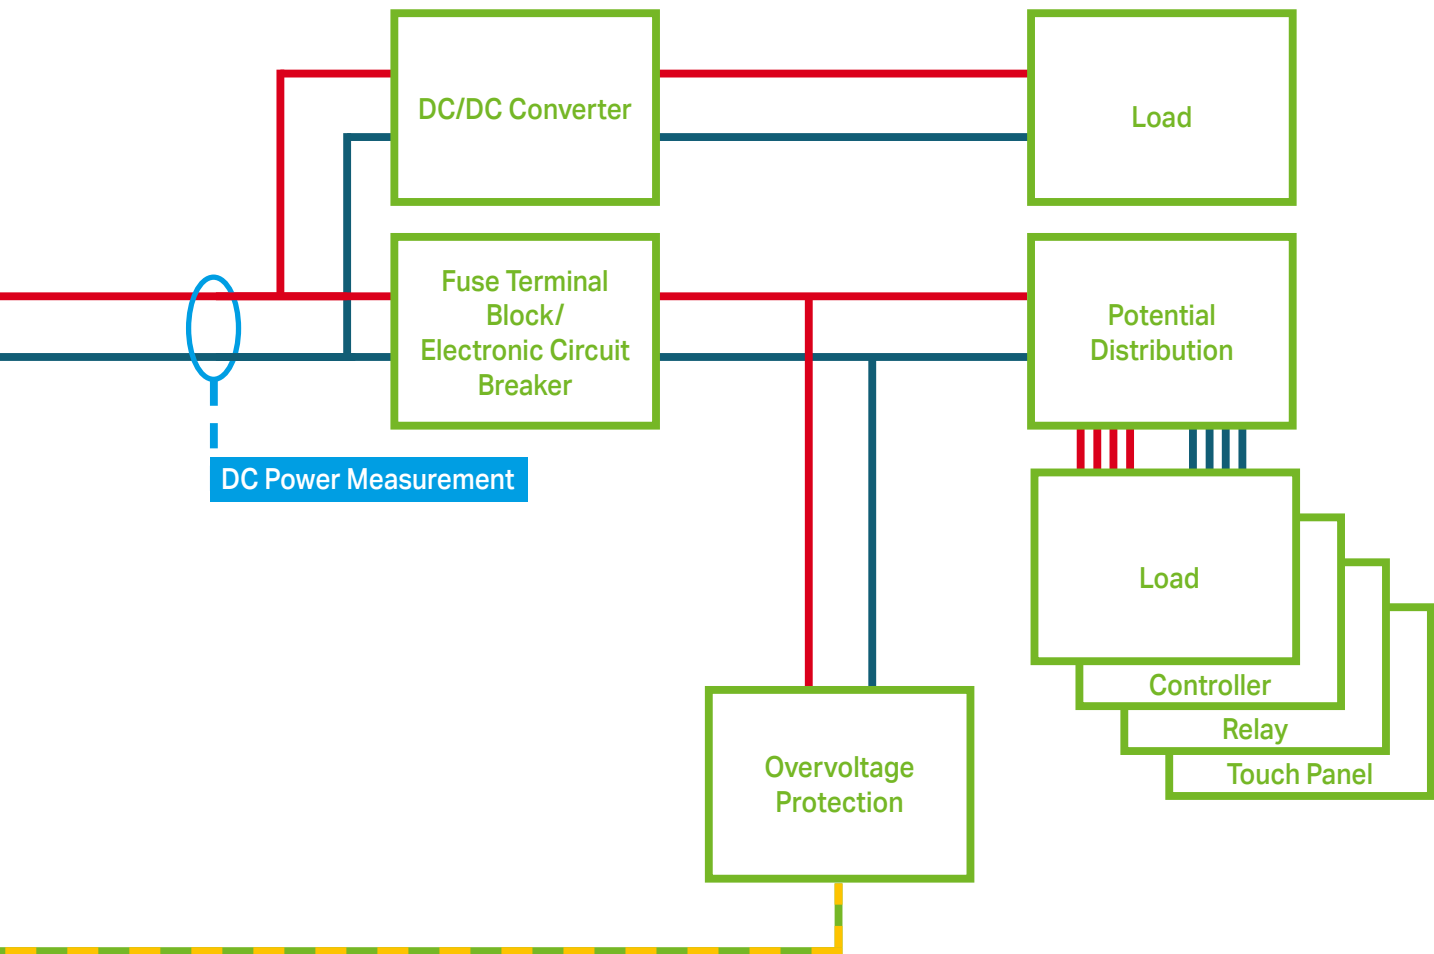 DC/DC Converter
Load
Fuse Terminal
Block/
Electronic Circuit
Breaker
Potential
Distribution
DC Power Measurement
Load
Controller
Relay
Touch Panel
Overvoltage
Protection